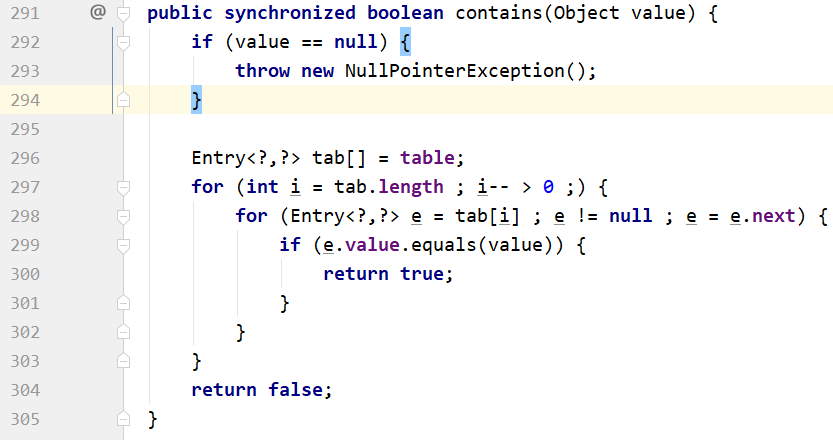 291 @ public synchronized boolean contains(Object value) {
292 if (value == null) {
293 throw new NullPointerException();
294 }
295
296 Entry<?,?> tab[] = table;
297 for (int i = tab.length ; i-- > 0 ;) {
298 for (Entry<?,?> e = tab[i] ; e != null ; e = e.next) {
299 if (e.value.equals(value)) {
300 return true;
301 }
302 }
303 }
304 return false;
305 }